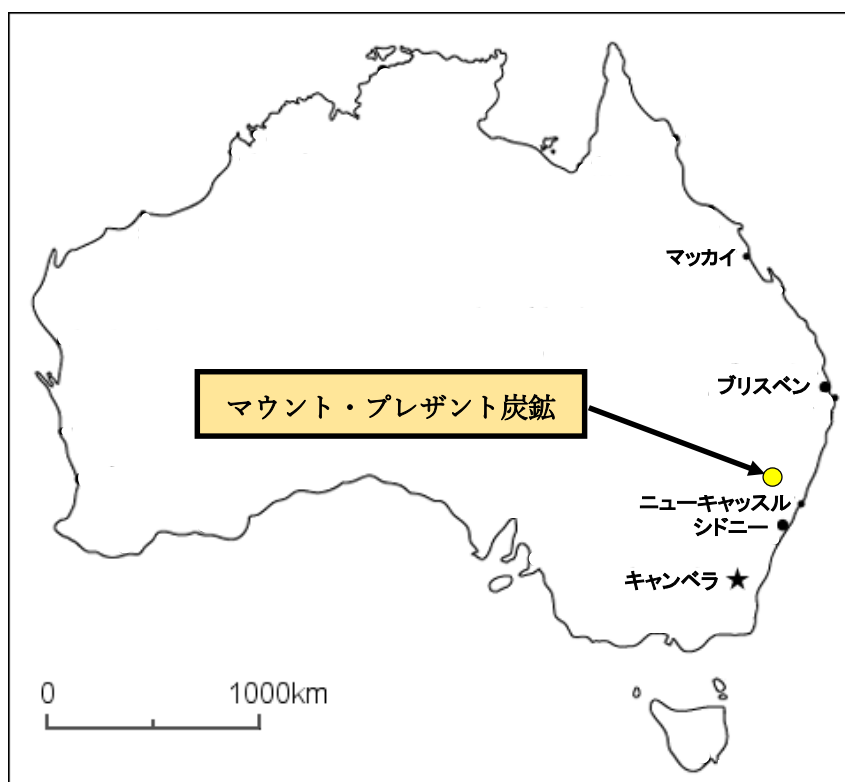 マッカイ
ブリスベン
マウント・プレザント炭鉱
ニューキャッスル
シドニー
キャンベラ
0 1000km